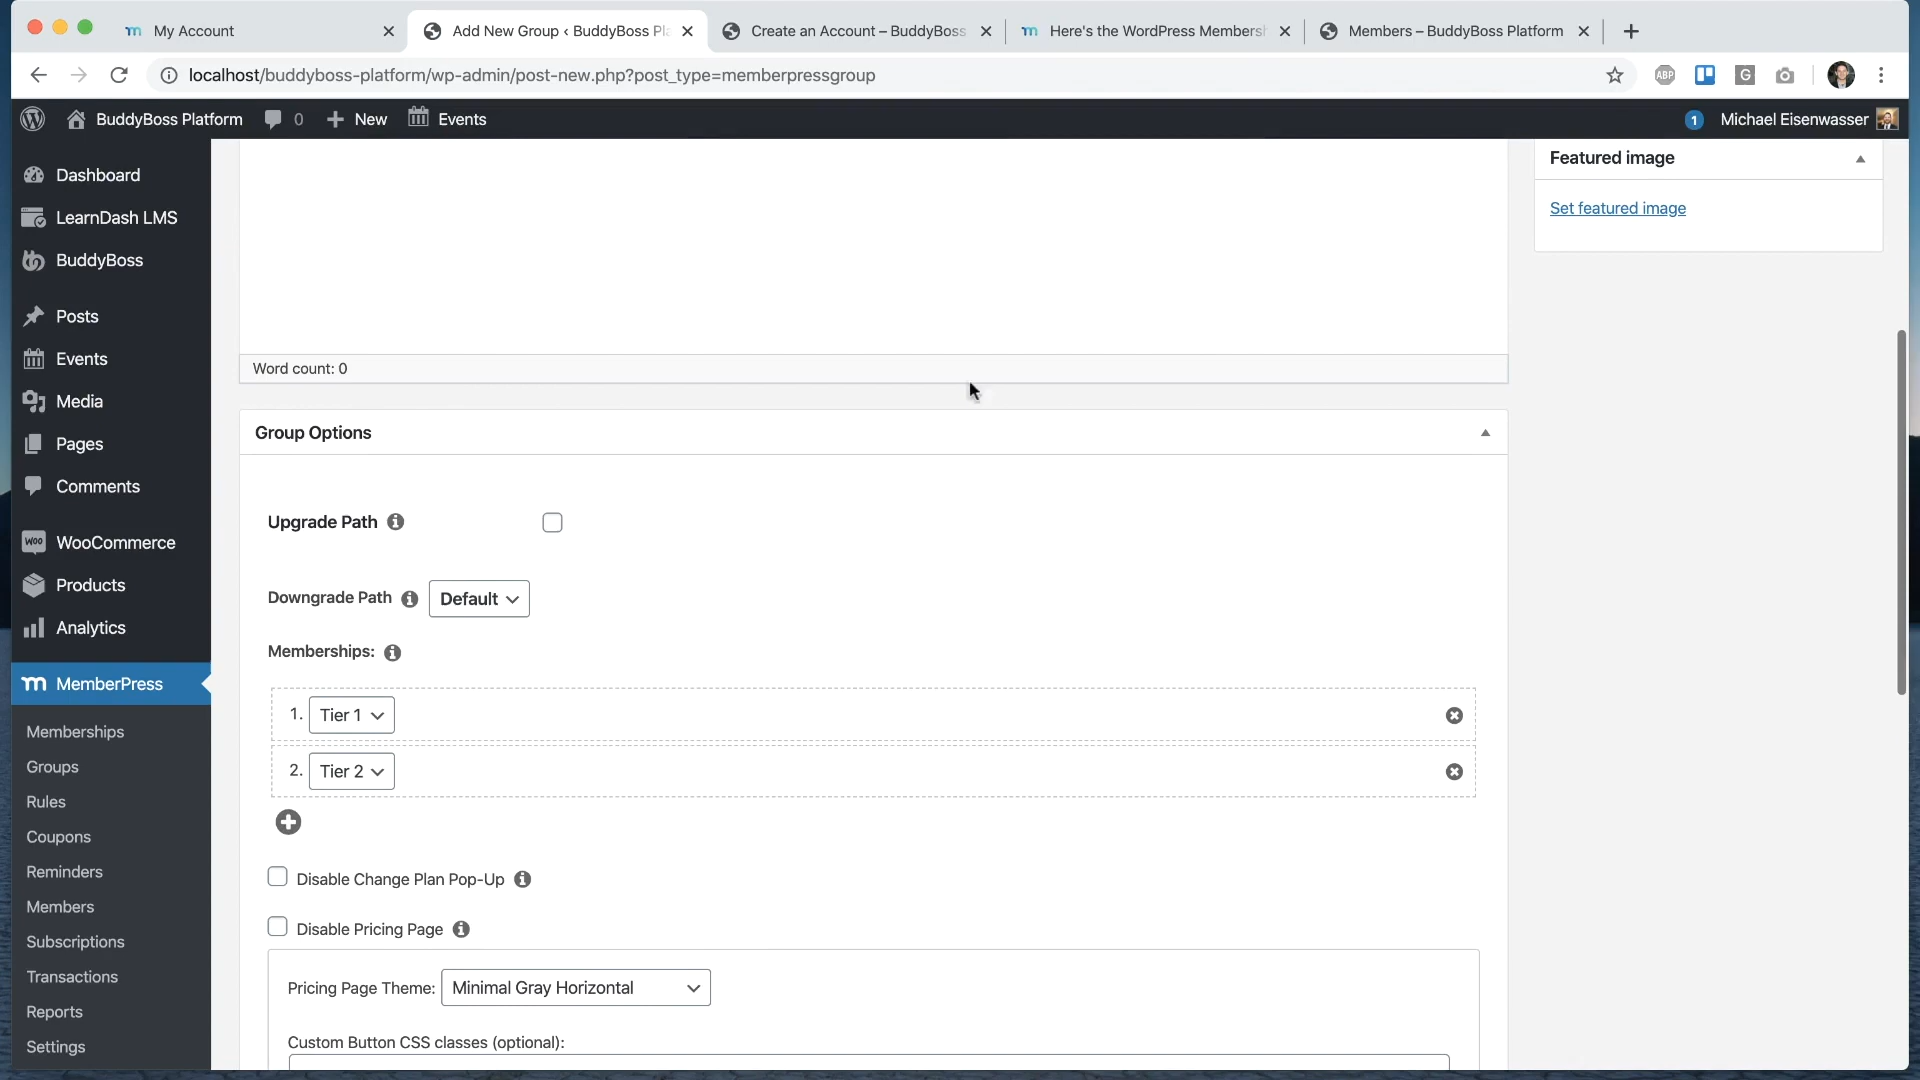 My Account
Add New Group ‹ BuddyBoss Pl
Create an Account – BuddyBoss
Here's the WordPress Members
Members – BuddyBoss Platform
localhost/buddyboss-platform/wp-admin/post-new.php?post_type=memberpressgroup
ABP
G
BuddyBoss Platform
0
New
Events
1
Michael Eisenwasser
Dashboard
LearnDash LMS
BuddyBoss
Posts
Events
Media
Pages
Comments
WOO
WooCommerce
Products
Analytics
MemberPress
Memberships
Groups
Rules
Coupons
Reminders
Members
Subscriptions
Transactions
Reports
Settings
Word count: 0
Group Options
Upgrade Path
Downgrade Path
Default
Memberships:
1.
Tier 1
2.
Tier 2
Disable Change Plan Pop-Up
Disable Pricing Page
Pricing Page Theme:
Minimal Gray Horizontal
Custom Button CSS classes (optional):
Featured image
Set featured image